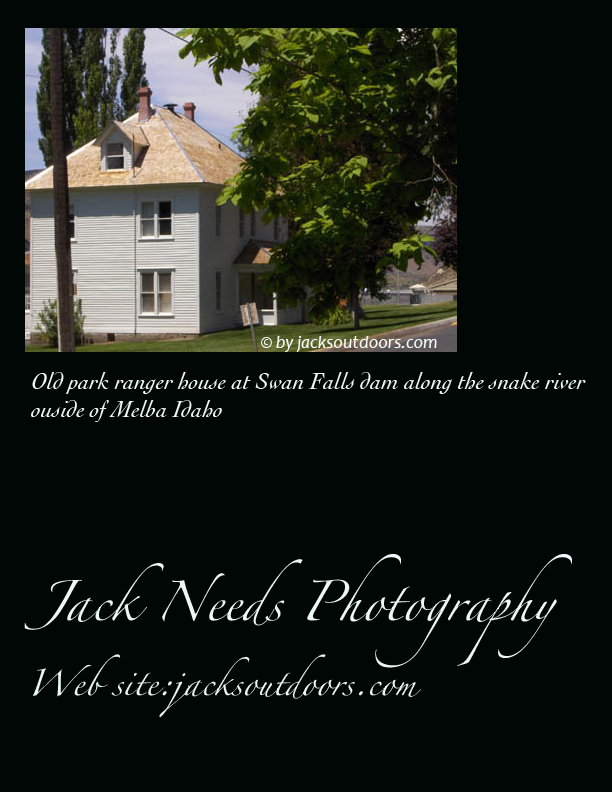 © by jacksoutdoors.com
Old park ranger house at Swan Falls dam along the snake river
ouside of Melba Idaho
Jack Needs Photography
Web site:jacksoutdoors.com